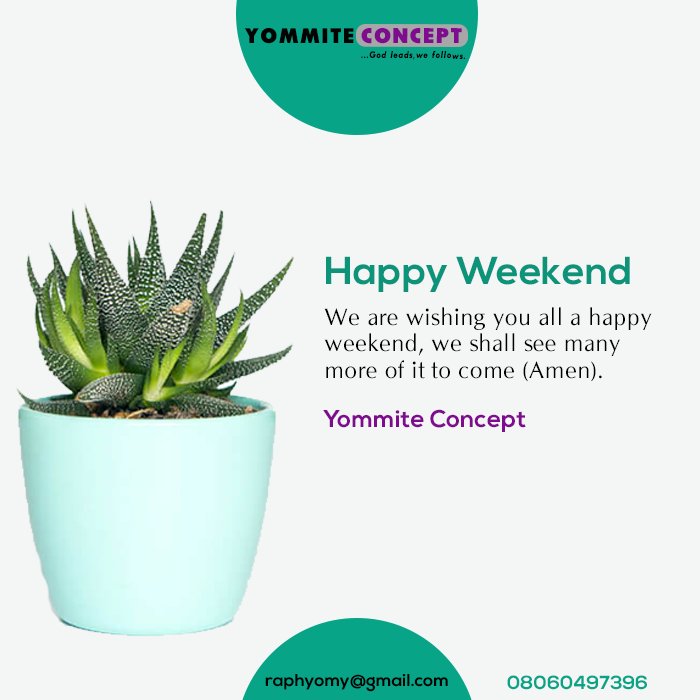 YOMMITE CONCEPT
...God leads,we follows.
Happy Weekend
We are wishing you all a happy
weekend, we shall see many
more of it to come (Amen).
Yommite Concept
raphyomy@gmail.com
08060497396